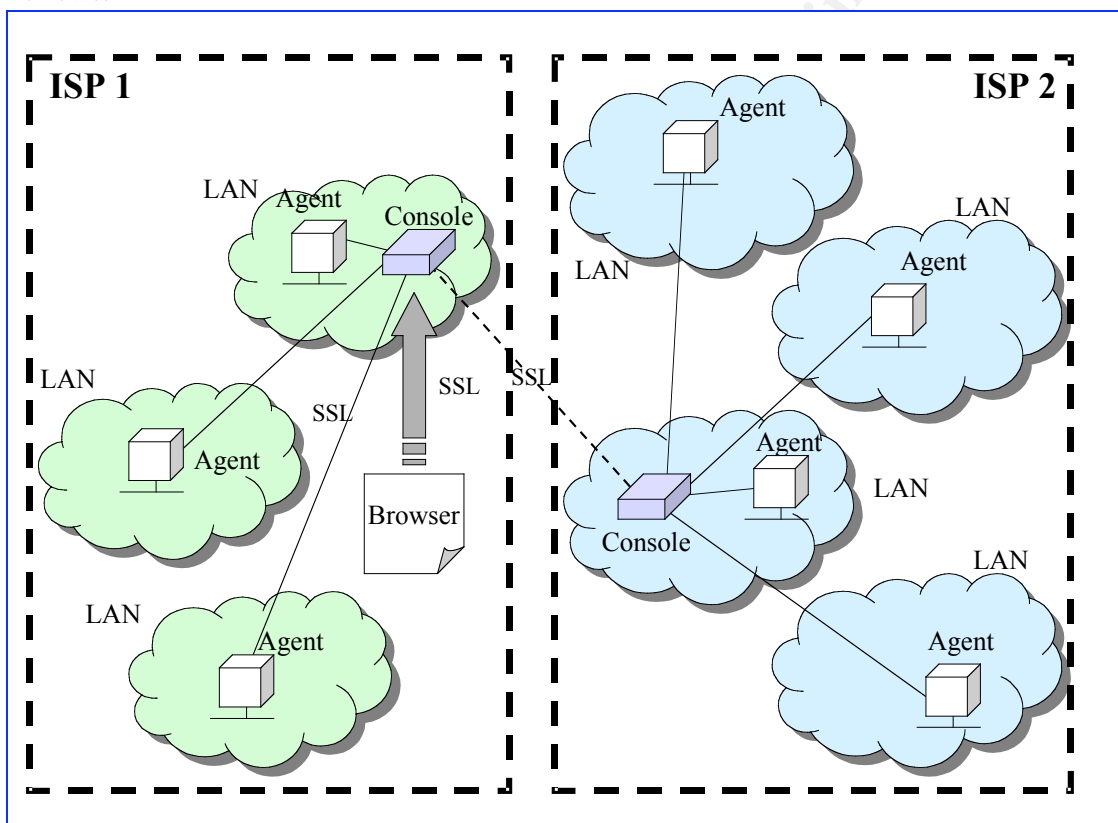 ISP 1
LAN
Agent
Console
LAN
Agent
SSL
SSL
Browser
LAN
Agent
SSL
ISP 2
Agent
LAN
LAN
Agent
Agent
LAN
Console
LAN
Agent